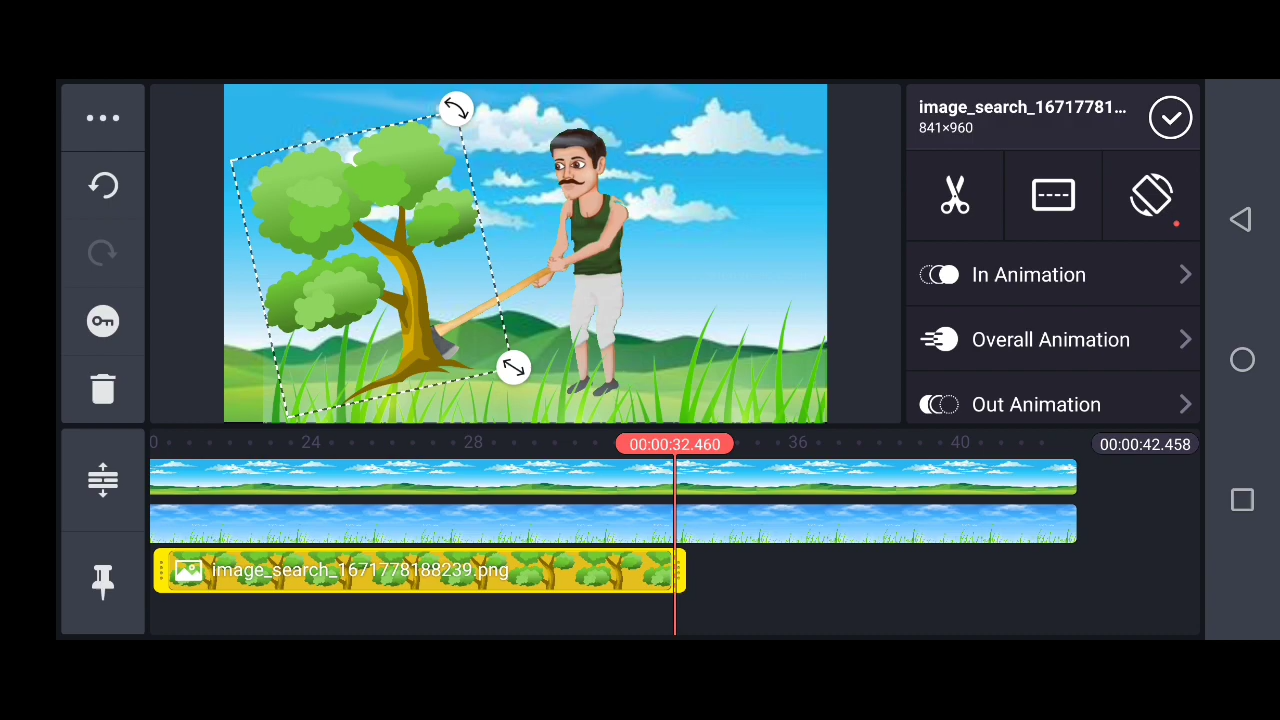 image_search_16717781...
841×960
In Animation
Overall Animation
Out Animation
0 24 28 00:00:32.460 36 40 00:00:42.458
image_search_1671778188239.png